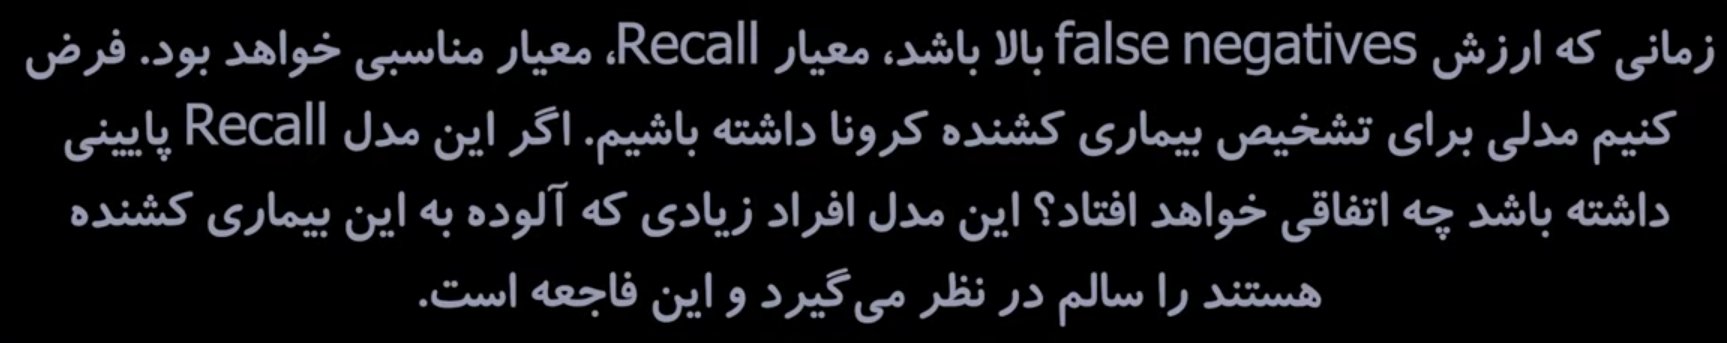 زمانی که ارزش false negatives بالا باشد، معیار Recall، معیار مناسبی خواهد بود. فرض
کنیم مدلی برای تشخیص بیماری کشنده کرونا داشته باشیم. اگر این مدل Recall پایینی
داشته باشد چه اتفاقی خواهد افتاد؟ این مدل افراد زیادی که آلوده به این بیماری کشنده
هستند را سالم در نظر می‌گیرد و این فاجعه است.